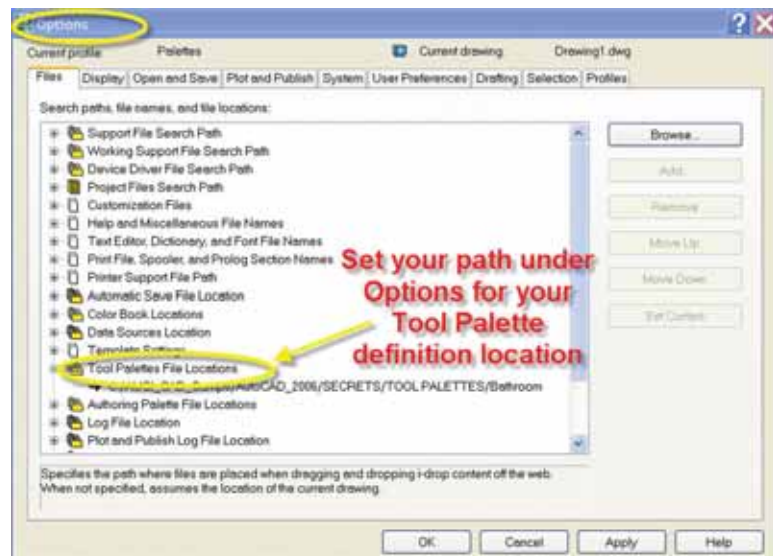 Options
Current profile Palettes Current drawing Drawing1.dwg
Files Display Open and Save Plot and Publish System User Preferences Drafting Selection Profiles
Search paths, file names, and file locations:
Support File Search Path
Working Support File Search Path
Device Driver File Search Path
Project Files Search Path
Customization Files
Help and Miscellaneous File Names
Text Editor, Dictionary, and Font File Names
Print File, Spooler, and Prolog Section Names
Printer Support File Path
Automatic Save File Location
Color Book Locations
Data Sources Location
Template Settings
Tool Palettes File Locations
/SECRETS/TOOL PALETTES/Bathroom
Authoring Palette File Locations
Log File Location
Plot and Publish Log File Location
Browse...
Add...
Remove
Move Up
Move Down
Set Current
Set your path under
Options for your
Tool Palette
definition location
Specifies the path where files are placed when dragging and dropping i-drop content off the web.
When not specified, assumes the location of the current drawing.
OK Cancel Apply Help